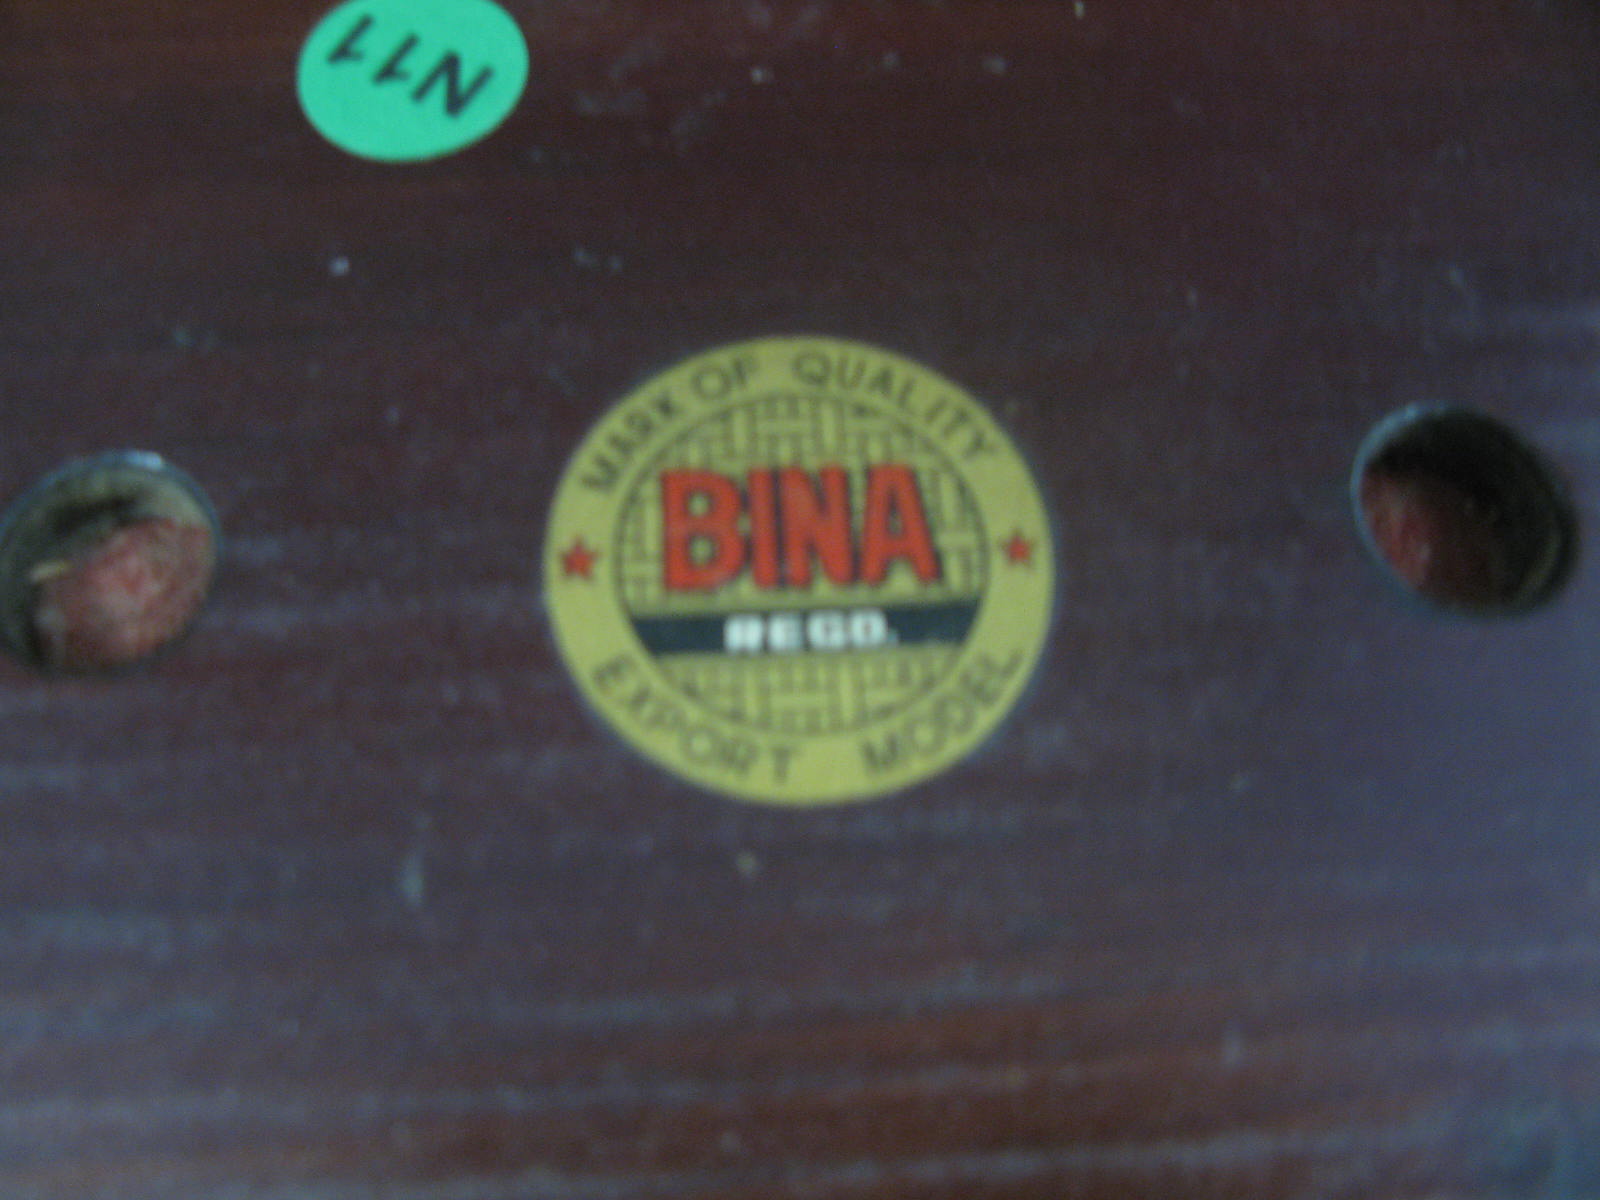 N11
MARK OF QUALITY
BINA
REGD.
EXPORT MODEL